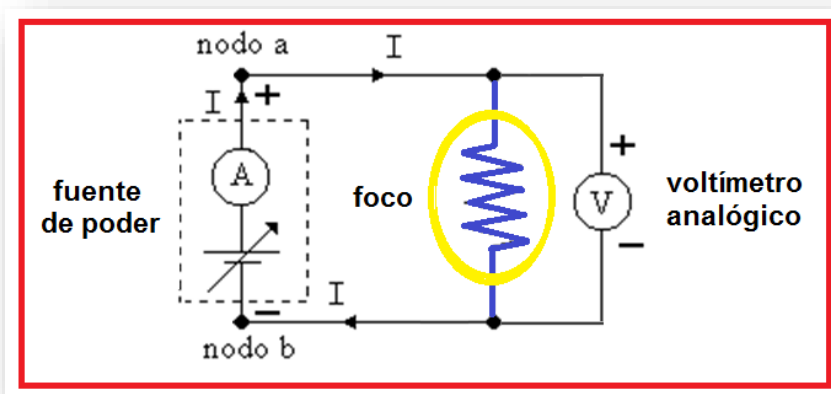 nodo a
I
I
+
A
fuente
de poder
foco
+
V
voltímetro
analógico
−
I
−
nodo b